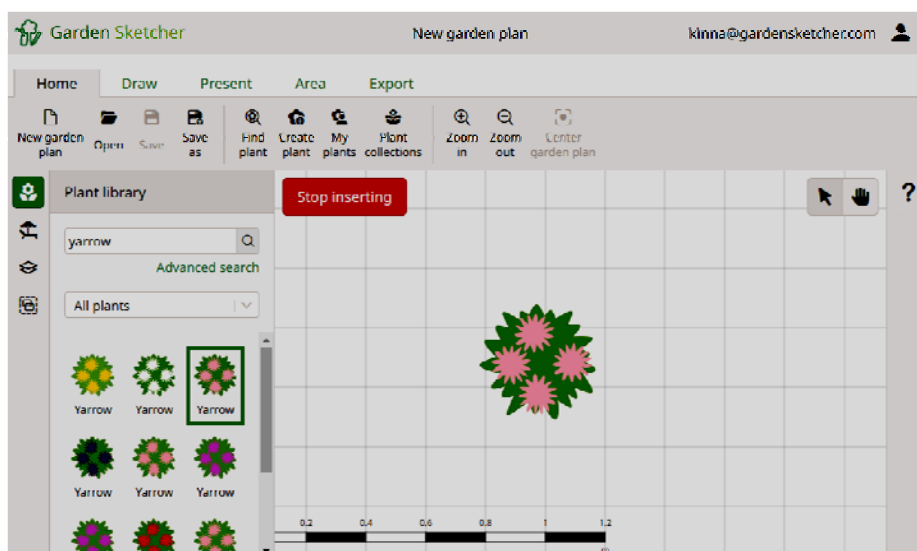 Garden Sketcher New garden plan kinna@gardensketcher.com
Home Draw Present Area Export
New garden plan Open Save Save as Find plant Create plant My plants Plant collections Zoom in Zoom out Center garden plan
Plant library Stop inserting ?
yarrow
Advanced search
All plants
Yarrow Yarrow Yarrow
Yarrow Yarrow Yarrow
0.2 0.4 0.6 0.8 1 1.2